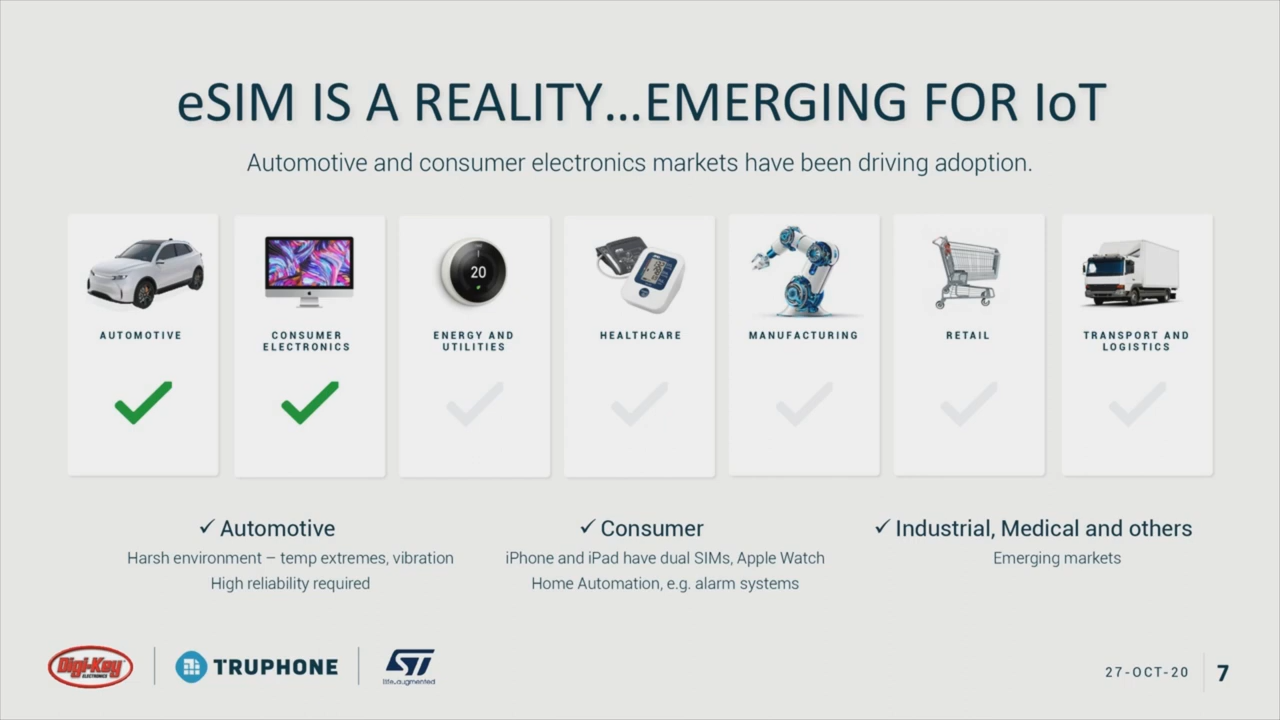 eSIM IS A REALITY...EMERGING FOR IoT
Automotive and consumer electronics markets have been driving adoption.
20
AUTOMOTIVE
CONSUMER
ELECTRONICS
ENERGY AND
UTILITIES
HEALTHCARE
MANUFACTURING
RETAIL
TRANSPORT AND
LOGISTICS
✓ Automotive
Harsh environment – temp extremes, vibration
High reliability required
✓ Consumer
iPhone and iPad have dual SIMs, Apple Watch
Home Automation, e.g. alarm systems
✓ Industrial, Medical and others
Emerging markets
Digi-Key
ELECTRONICS
TRUPHONE
ST
life.augmented
27-OCT-20
7